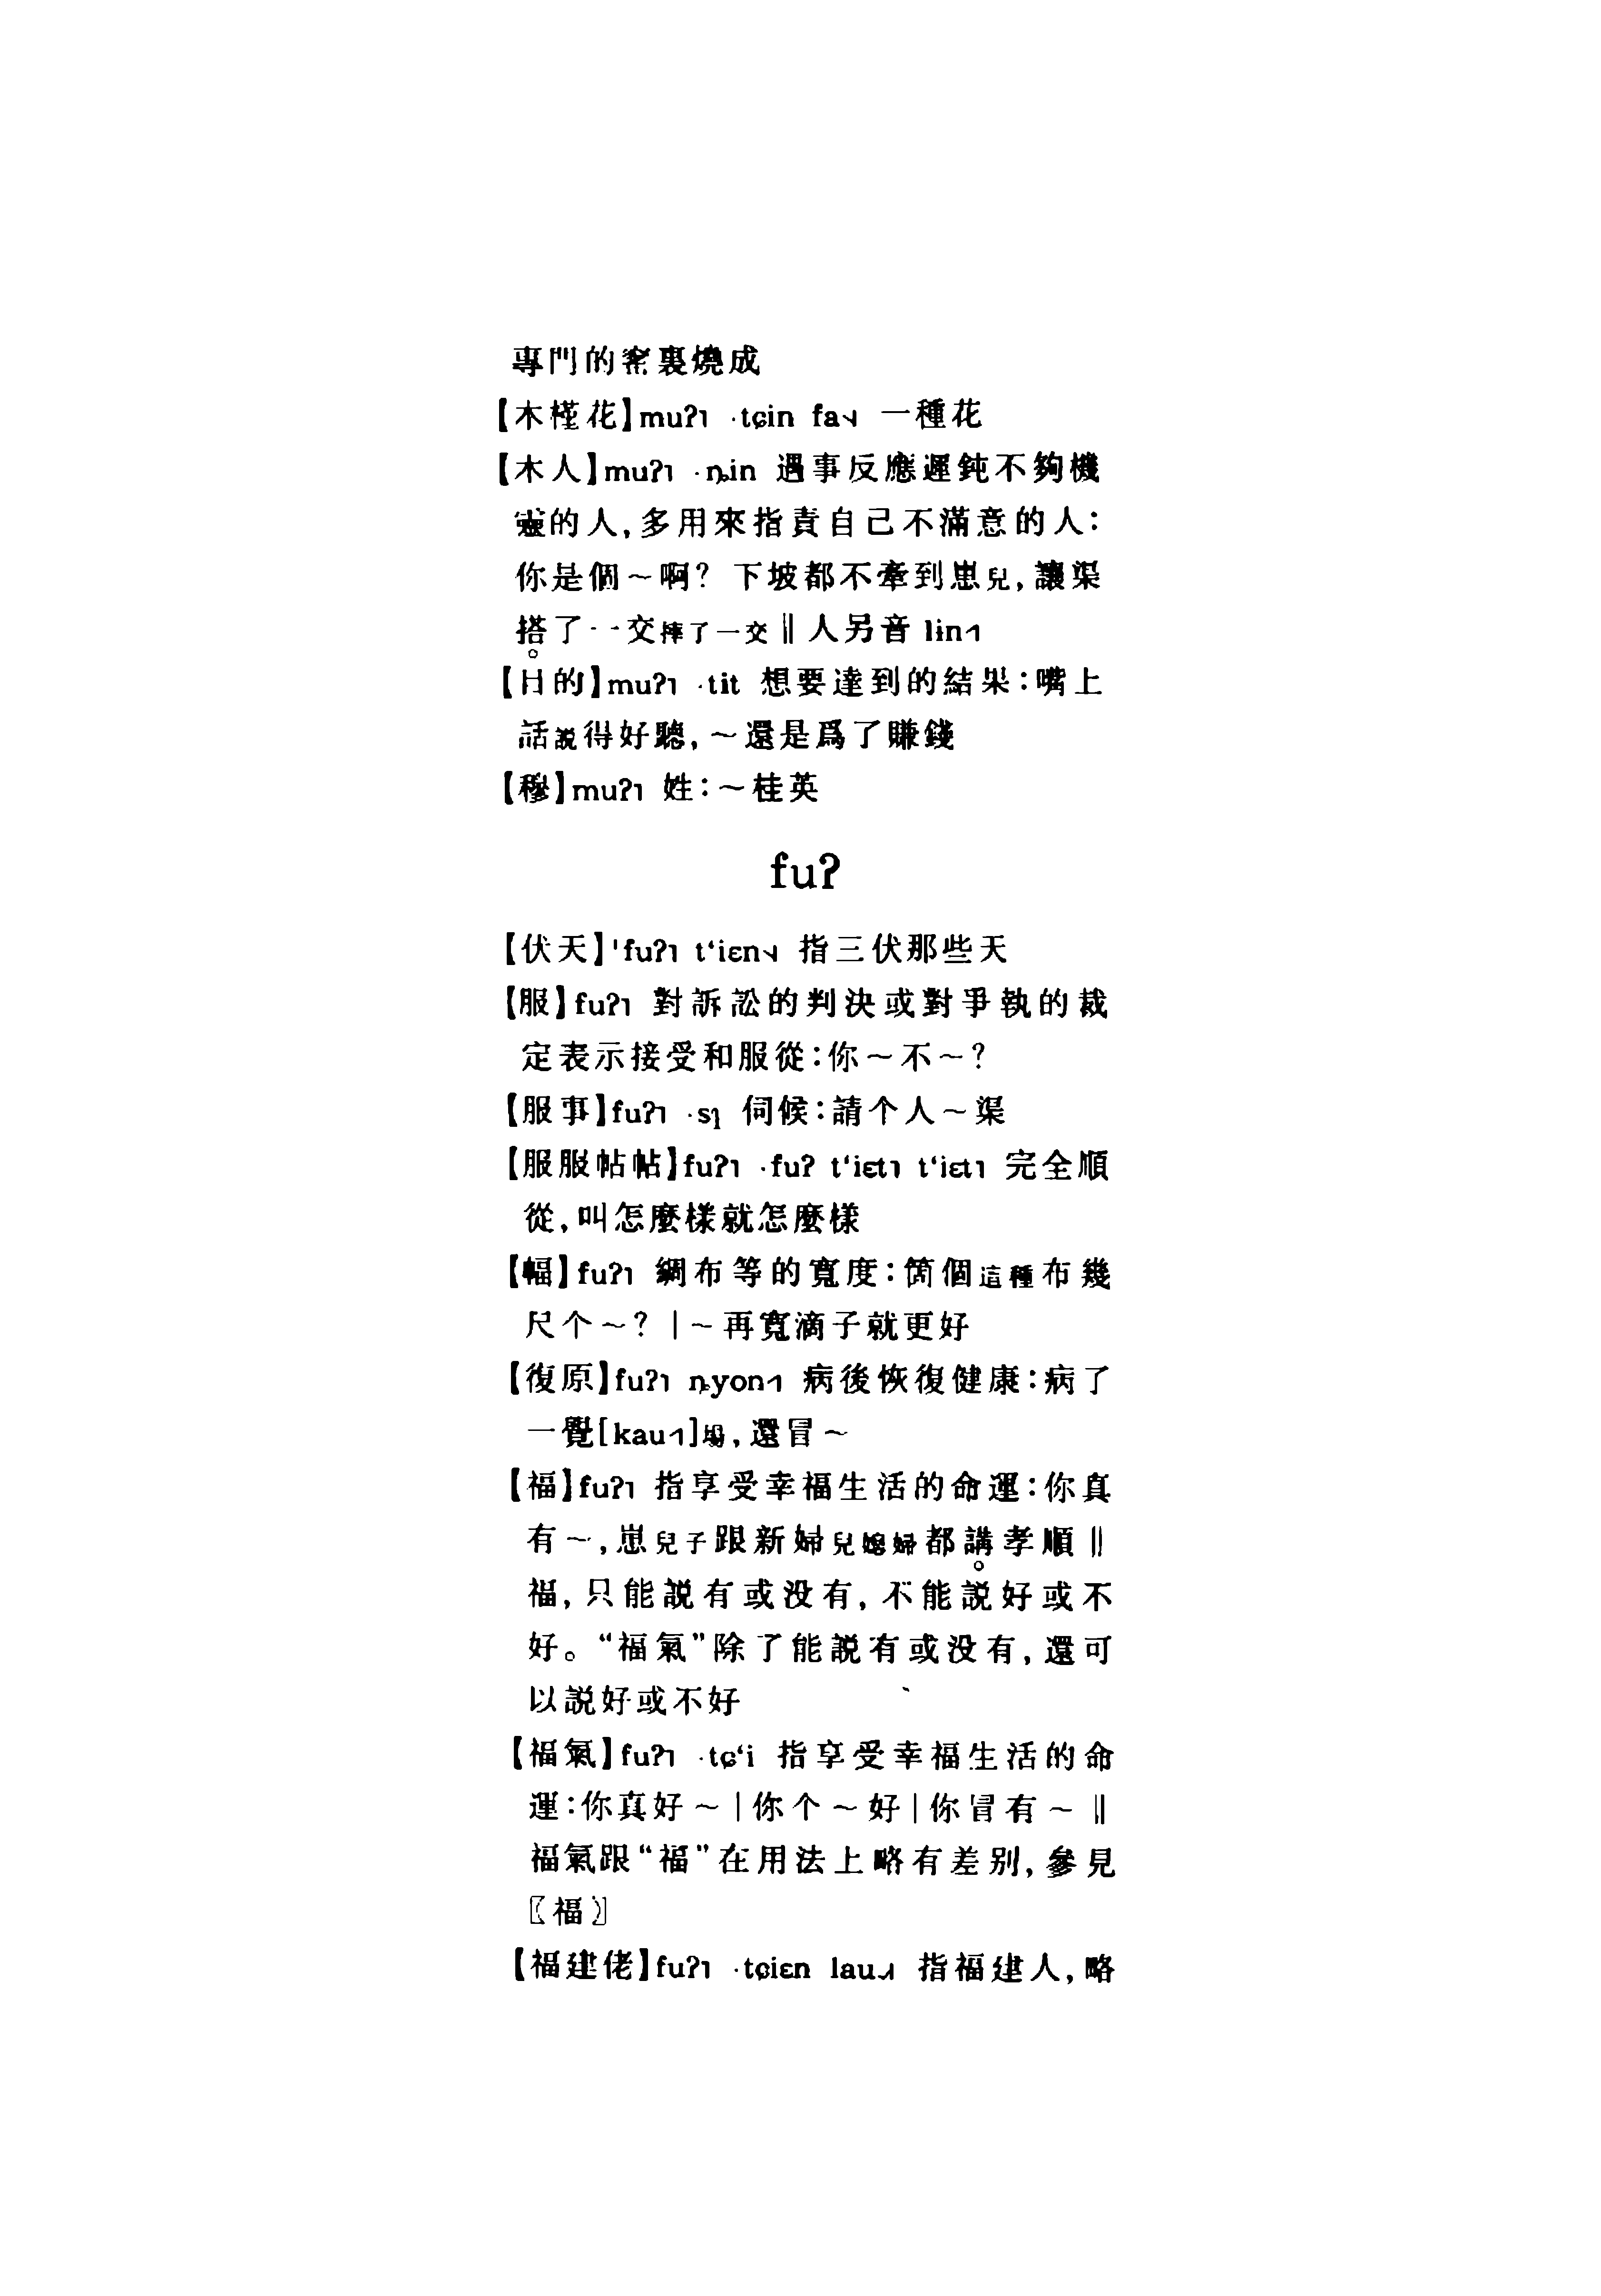 專門的窰裏燒成
【木槿花】muʔ˥ ·tɕin fa˧˨ 一種花
【木人】muʔ˥ ·ȵin 遇事反應遲鈍不夠機
靈的人，多用來指責自己不滿意的人：
你是個～啊？ 下坡都不牽到崽兒，讓渠
搭了一交摔了一交‖人另音 lin˧˥
【目的】muʔ˥ ·tit 想要達到的結果：嘴上
話說得好聽，～還是爲了賺錢
【穆】muʔ˥ 姓：～桂英
fuʔ
【伏天】ˈfuʔ˥ t‘iɛn˧˨ 指三伏那些天
【服】fuʔ˥ 對訴訟的判決或對爭執的裁
定表示接受和服從：你～不～？
【服事】fuʔ˥ ·sɿ 伺候：請个人～渠
【服服帖帖】fuʔ˥ ·fuʔ t‘iɛt˥ t‘iɛt˥ 完全順
從，叫怎麼樣就怎麼樣
【幅】fuʔ˥ 綢布等的寬度：箇個這種布幾
尺个～？｜～再寬滴子就更好
【復原】fuʔ˥ ȵyon˧˥ 病後恢復健康：病了
一覺[kau˧˥]場，還冒～
【福】fuʔ˥ 指享受幸福生活的命運：你真
有～，崽兒子跟新婦兒媳婦都講孝順‖
福，只能説有或没有，不能説好或不
好。“福氣”除了能説有或没有，還可
以説好或不好
【福氣】fuʔ˥ ·tɕ‘i 指享受幸福生活的命
運：你真好～｜你个～好｜你冒有～‖
福氣跟“福”在用法上略有差别，參見
〖福〗
【福建佬】fuʔ˥ ·tɕiɛn lau˨˩˧ 指福建人，略